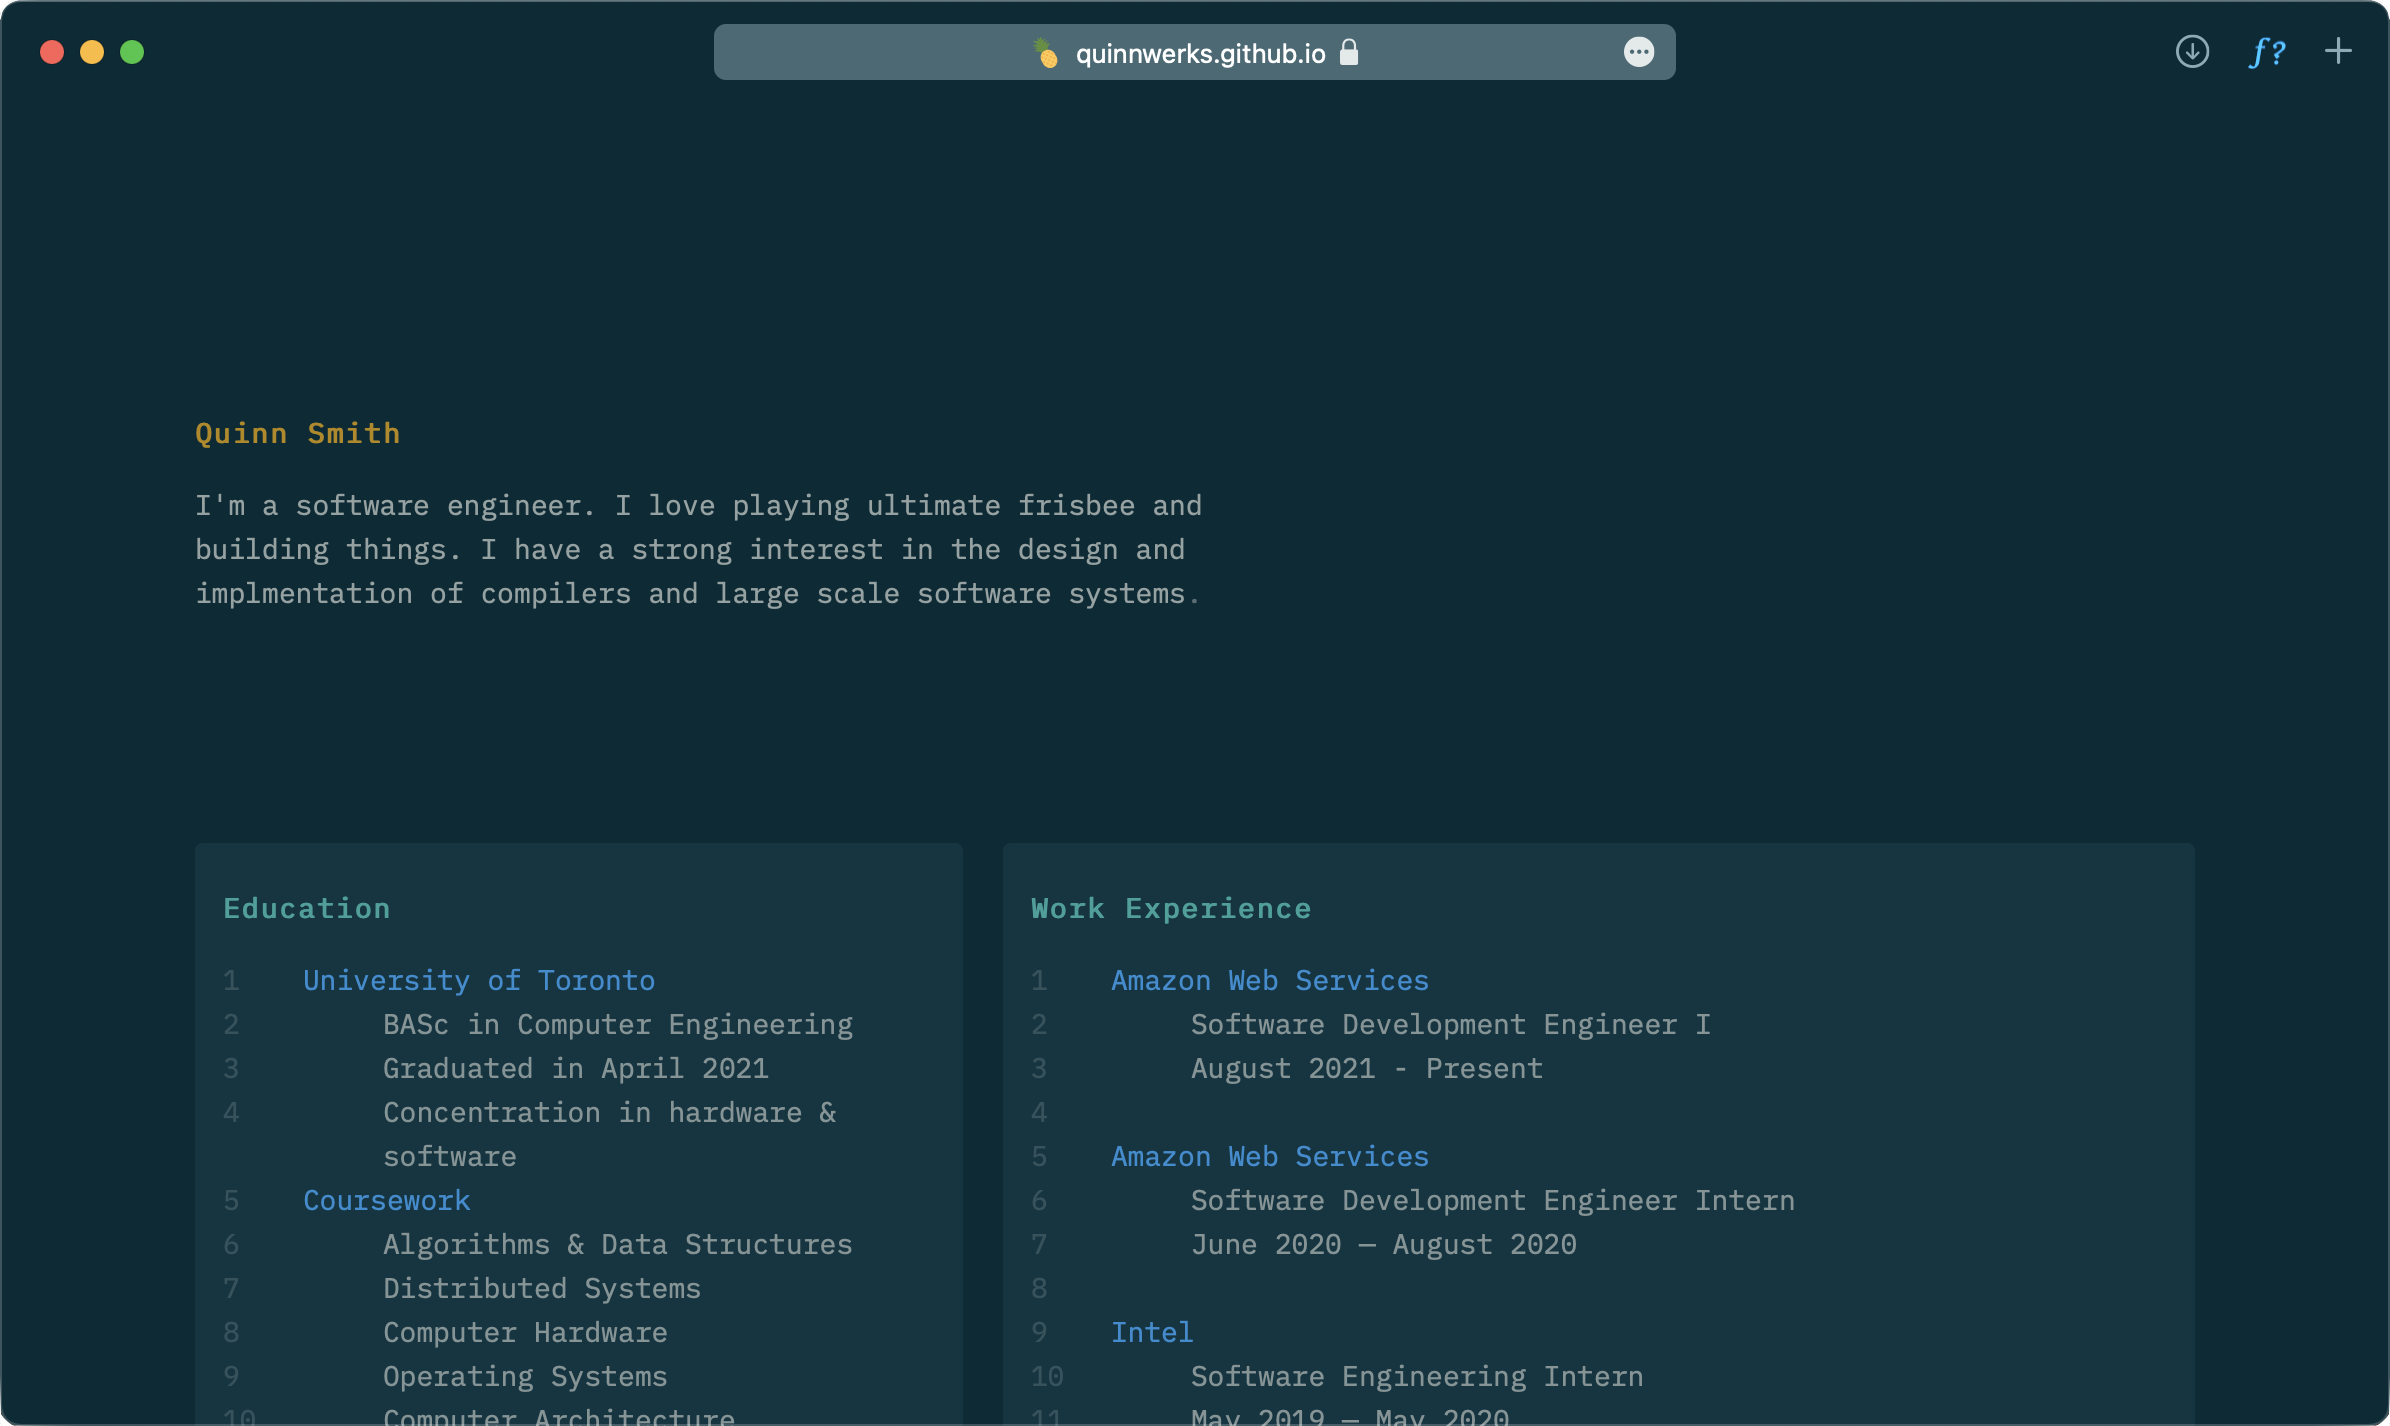 quinnwerks.github.io
f?
Quinn Smith
I'm a software engineer. I love playing ultimate frisbee and
building things. I have a strong interest in the design and
implmentation of compilers and large scale software systems.
Education
1 University of Toronto
2 BASc in Computer Engineering
3 Graduated in April 2021
4 Concentration in hardware &
software
5 Coursework
6 Algorithms & Data Structures
7 Distributed Systems
8 Computer Hardware
9 Operating Systems
10 Computer Architecture
Work Experience
1 Amazon Web Services
2 Software Development Engineer I
3 August 2021 - Present
4
5 Amazon Web Services
6 Software Development Engineer Intern
7 June 2020 – August 2020
8
9 Intel
10 Software Engineering Intern
11 May 2019 – May 2020